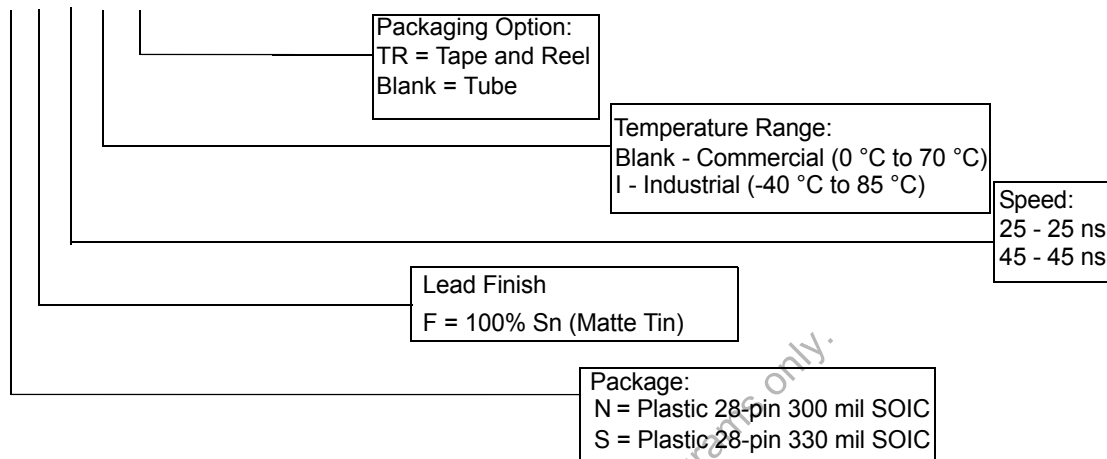 Packaging Option:
TR = Tape and Reel
Blank = Tube
Temperature Range:
Blank - Commercial (0 °C to 70 °C)
I - Industrial (-40 °C to 85 °C)
Speed:
25 - 25 ns
45 - 45 ns
Lead Finish
F = 100% Sn (Matte Tin)
only.
Package:
N = Plastic 28-pin 300 mil SOIC
S = Plastic 28-pin 330 mil SOIC